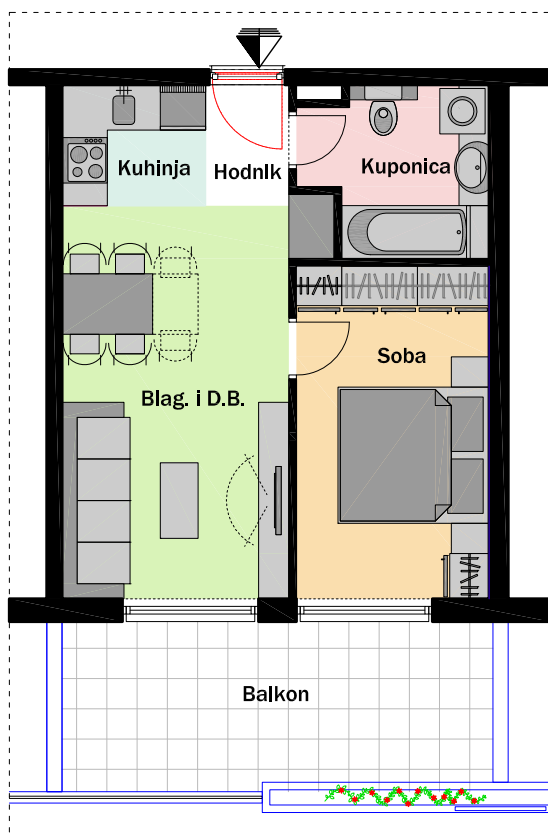 Kuhinja
Hodnik
Kuponica
Soba
Blag. i D.B.
Balkon